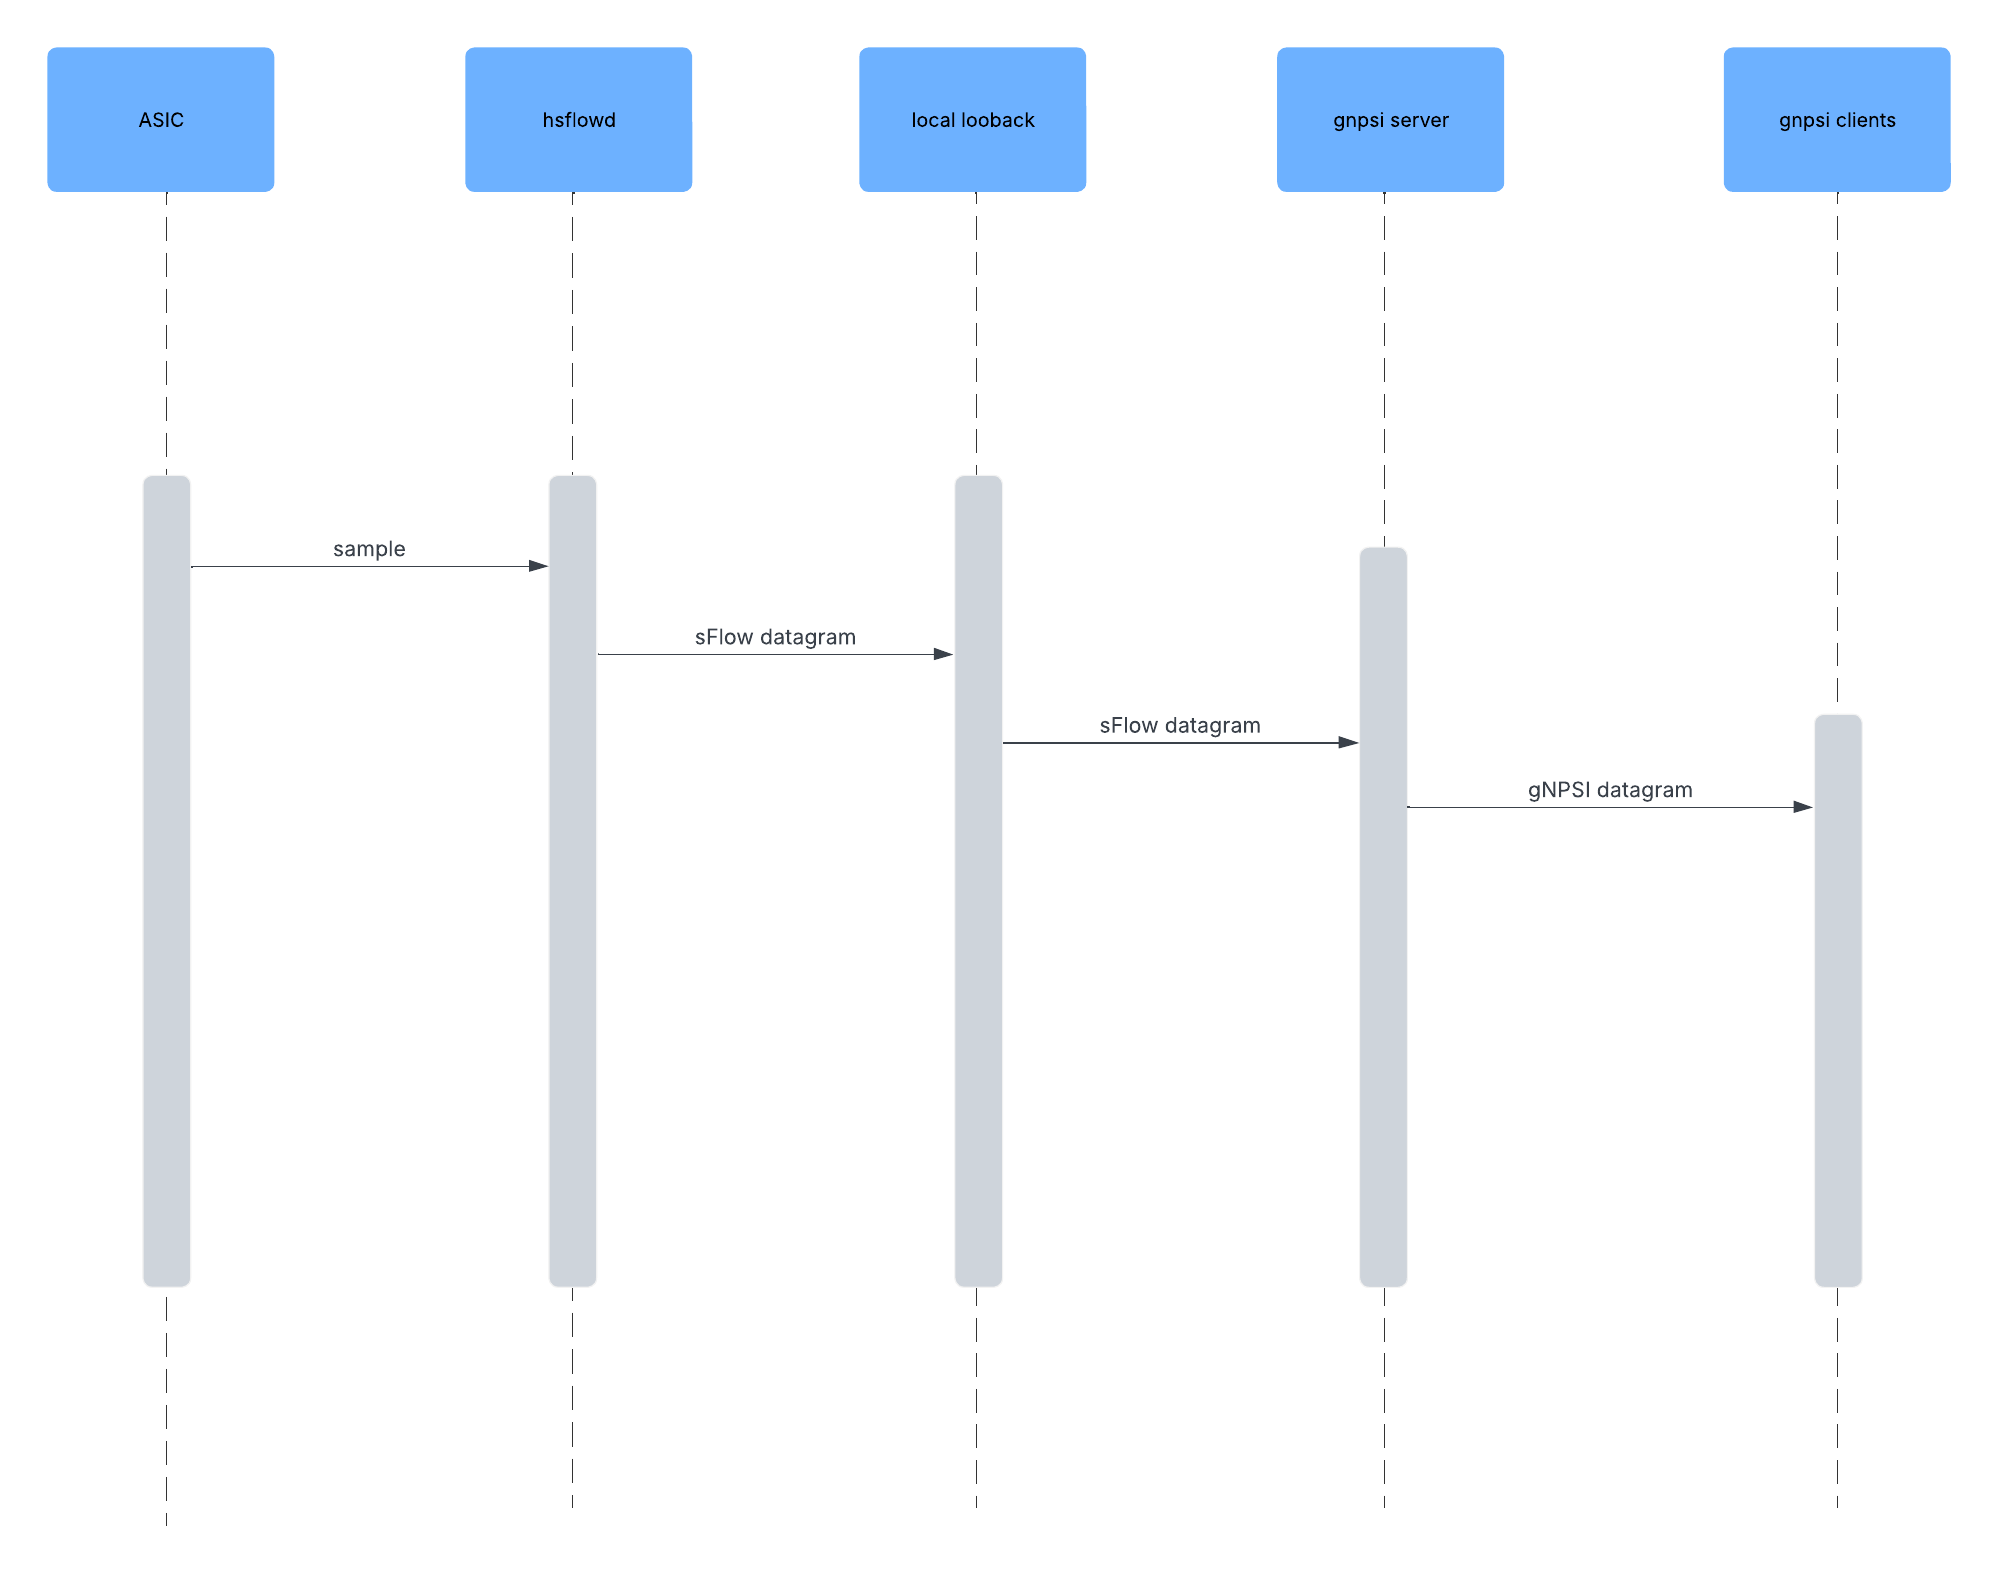 ASIC
hsflowd
local looback
gnpsi server
gnpsi clients
sample
sFlow datagram
sFlow datagram
gNPSI datagram